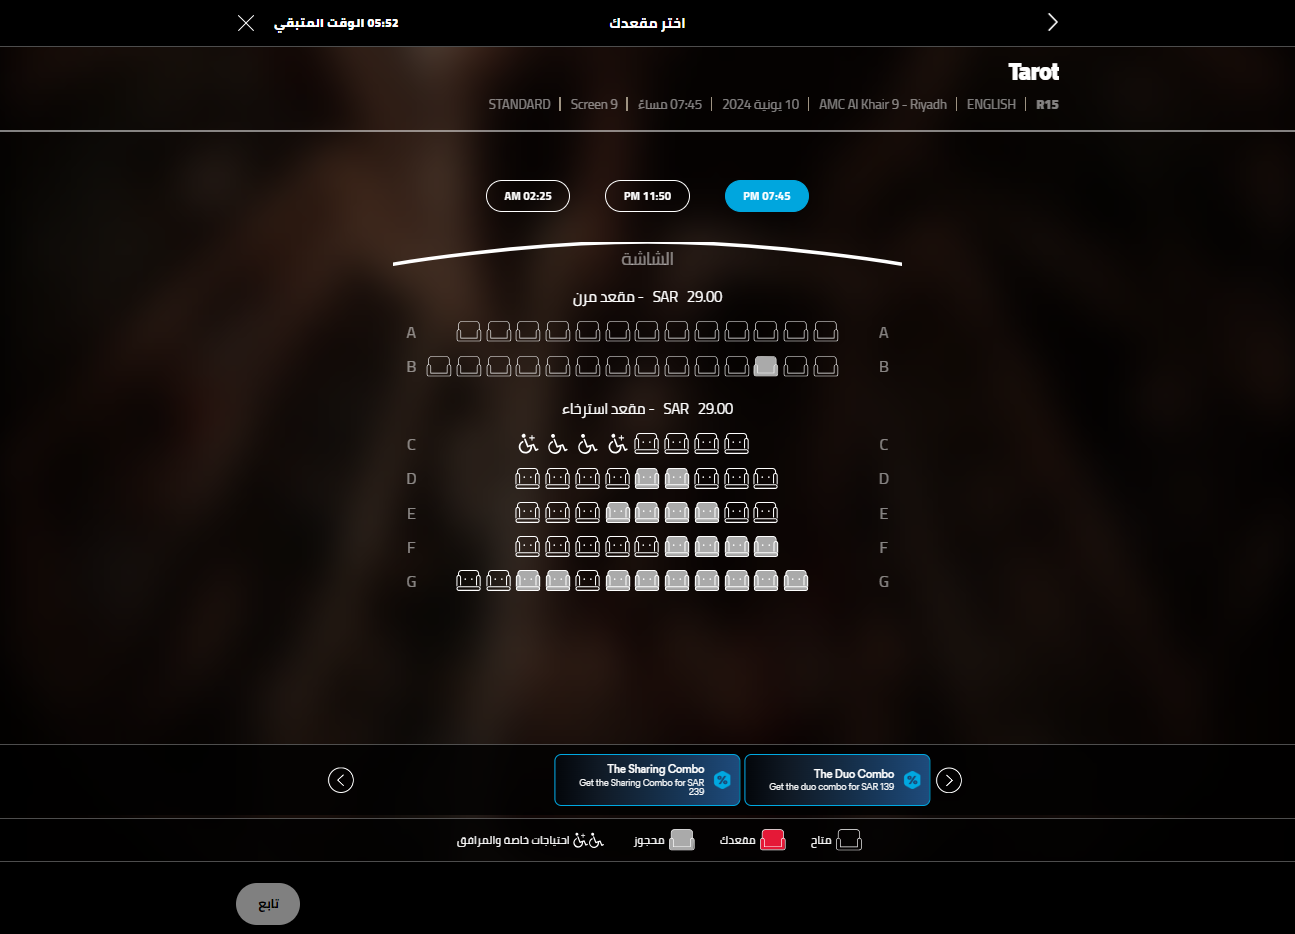 اختر مقعدك
05:52 الوقت المتبقي
Tarot
R15 | ENGLISH | AMC Al Khair 9 - Riyadh | 10 يونية 2024 | 07:45 مساءً | Screen 9 | STANDARD
07:45 PM
11:50 PM
02:25 AM
الشاشة
مقعد مرن - SAR 29.00
A A
B B
مقعد استرخاء - SAR 29.00
C C
D D
E E
F F
G G
The Duo Combo
Get the duo combo for SAR 139
The Sharing Combo
Get the Sharing Combo for SAR
239
متاح
مقعدك
محجوز
احتياجات خاصة والمرافق
تابع